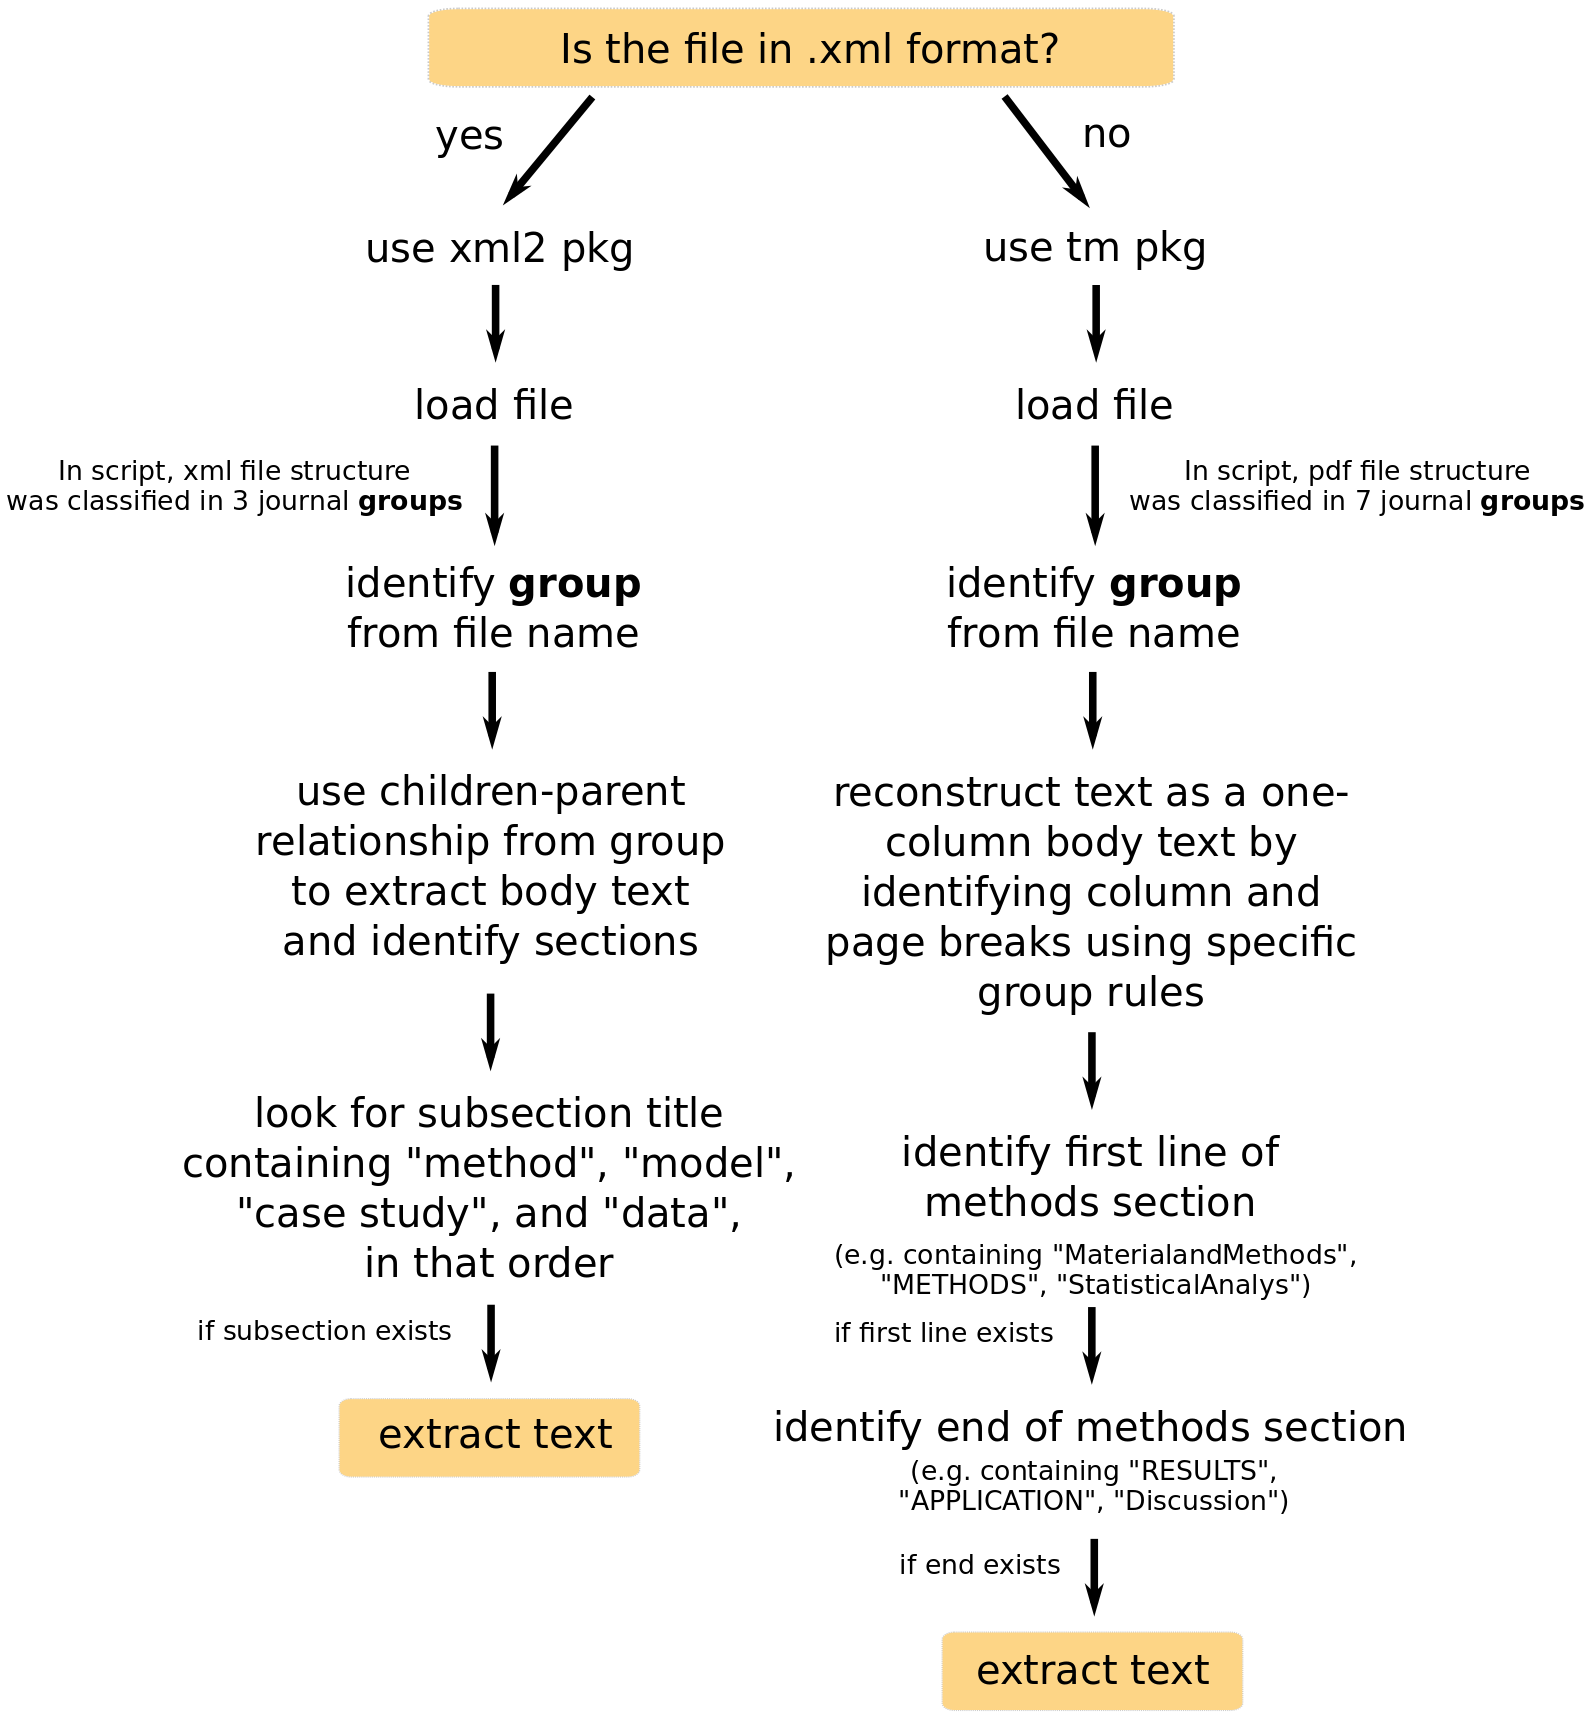 Is the file in .xml format?
yes
no
use xml2 pkg
use tm pkg
load file
load file
In script, xml file structure
was classified in 3 journal groups
In script, pdf file structure
was classified in 7 journal groups
identify group
from file name
identify group
from file name
use children-parent
relationship from group
to extract body text
and identify sections
reconstruct text as a one-
column body text by
identifying column and
page breaks using specific
group rules
look for subsection title
containing "method", "model",
"case study", and "data",
in that order
identify first line of
methods section
(e.g. containing "MaterialandMethods",
"METHODS", "StatisticalAnalys")
if subsection exists
if first line exists
extract text
identify end of methods section
(e.g. containing "RESULTS",
"APPLICATION", "Discussion")
if end exists
extract text